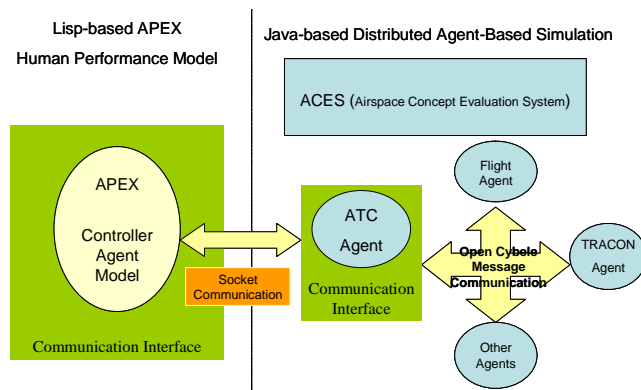 Lisp-based APEX
Human Performance Model
Java-based Distributed Agent-Based Simulation
ACES (Airspace Concept Evaluation System)
APEX
Controller
Agent
Model
Communication Interface
Socket
Communication
ATC
Agent
Communication
Interface
Flight
Agent
Open Cybele
Message
Communication
TRACON
Agent
Other
Agents